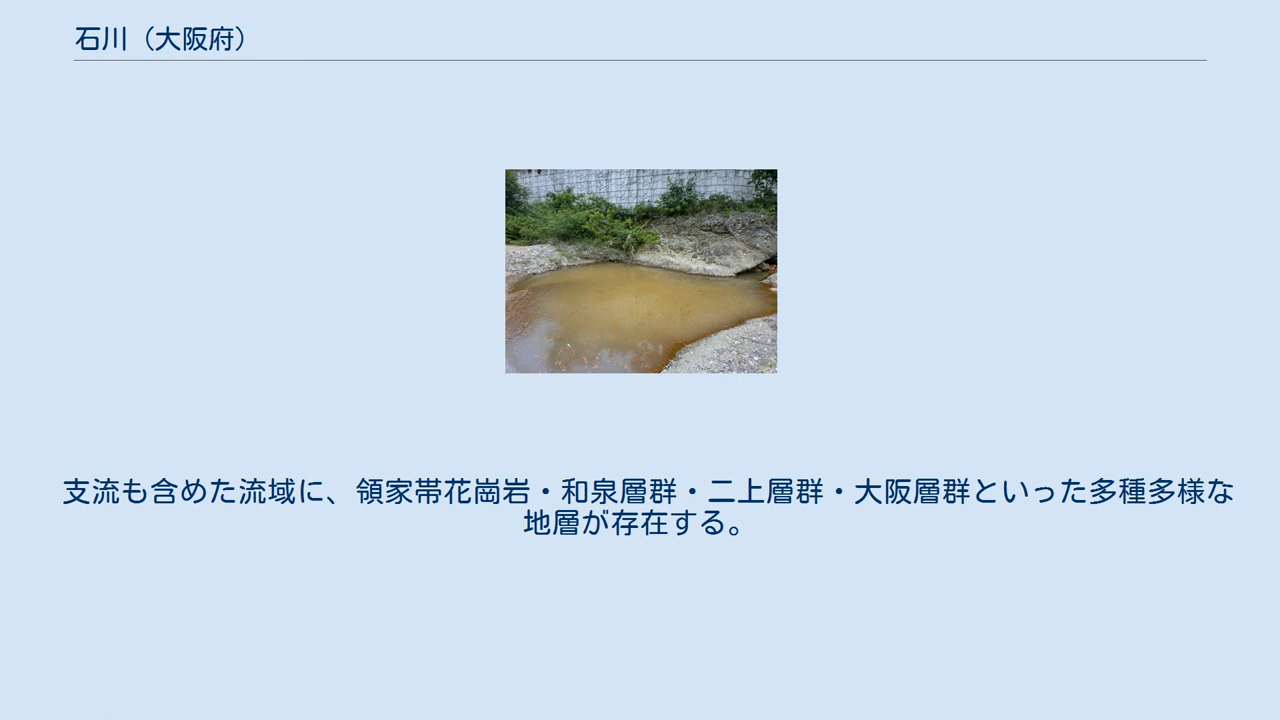 石川（大阪府）
支流も含めた流域に、領家帯花崗岩・和泉層群・二上層群・大阪層群といった多種多様な
地層が存在する。